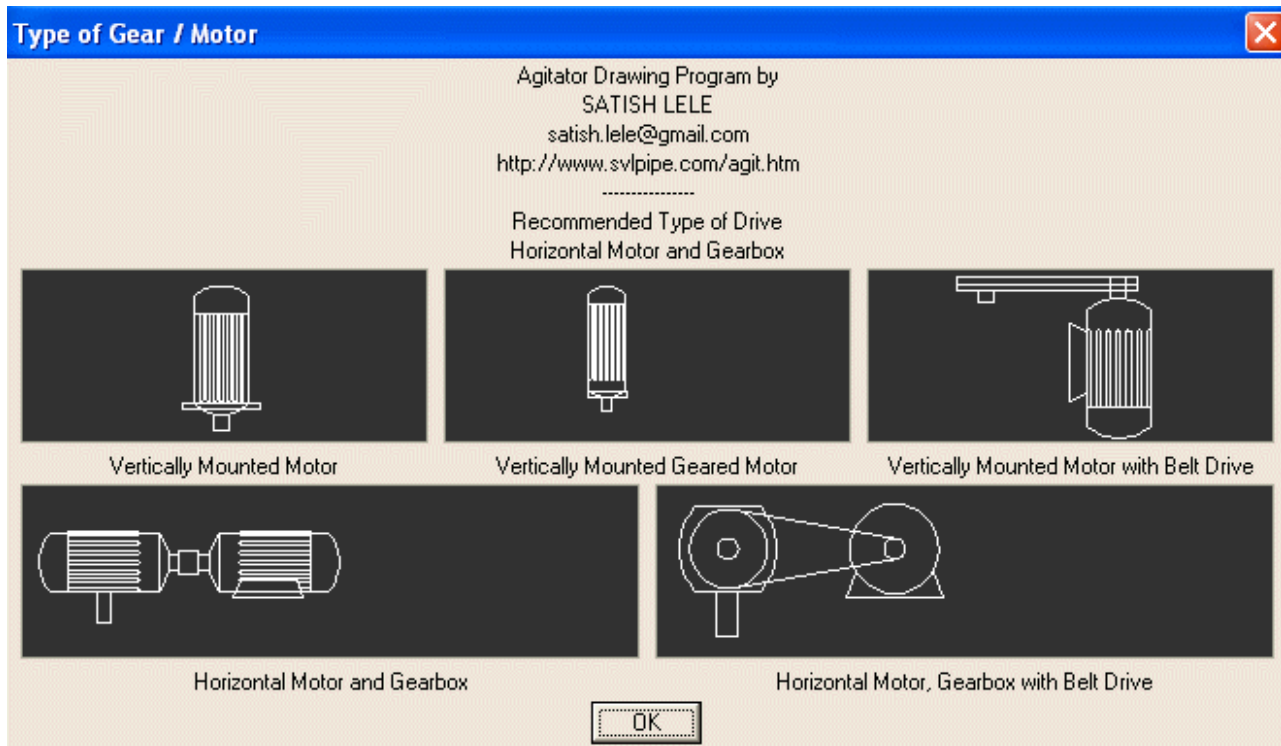 Type of Gear / Motor
Agitator Drawing Program by
SATISH LELE
satish.lele@gmail.com
http://www.svlpipe.com/agit.htm
----------------
Recommended Type of Drive
Horizontal Motor and Gearbox
Vertically Mounted Motor
Vertically Mounted Geared Motor
Vertically Mounted Motor with Belt Drive
Horizontal Motor and Gearbox
Horizontal Motor, Gearbox with Belt Drive
OK